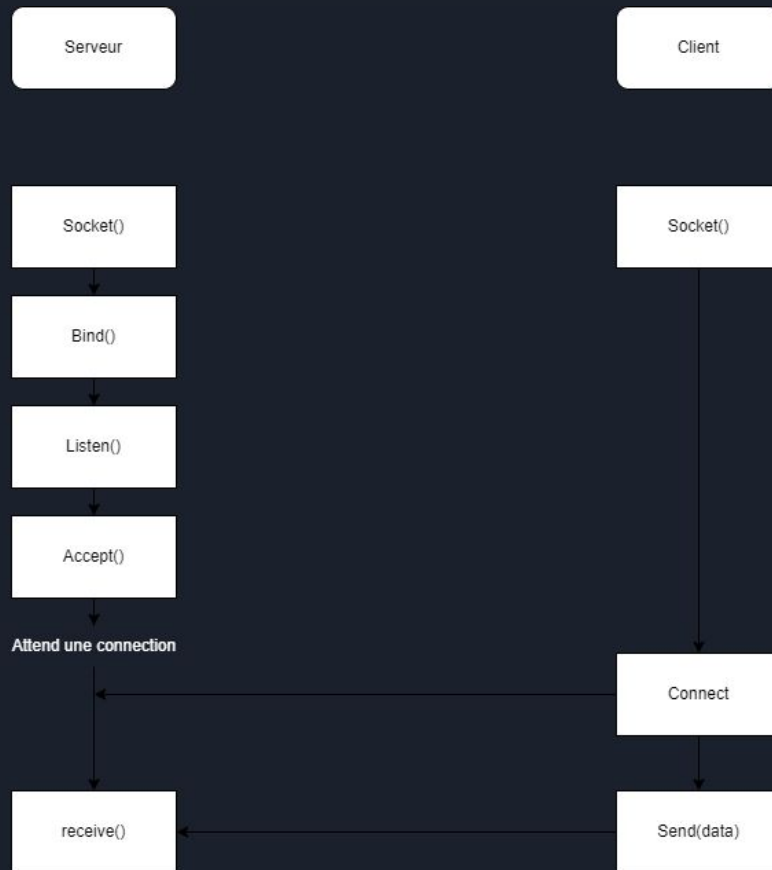 Serveur
Client
Socket()
Socket()
Bind()
Listen()
Accept()
Attend une connection
Connect
receive()
Send(data)